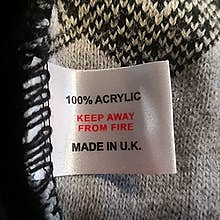 100% ACRYLIC
KEEP AWAY
FROM FIRE
MADE IN U.K.